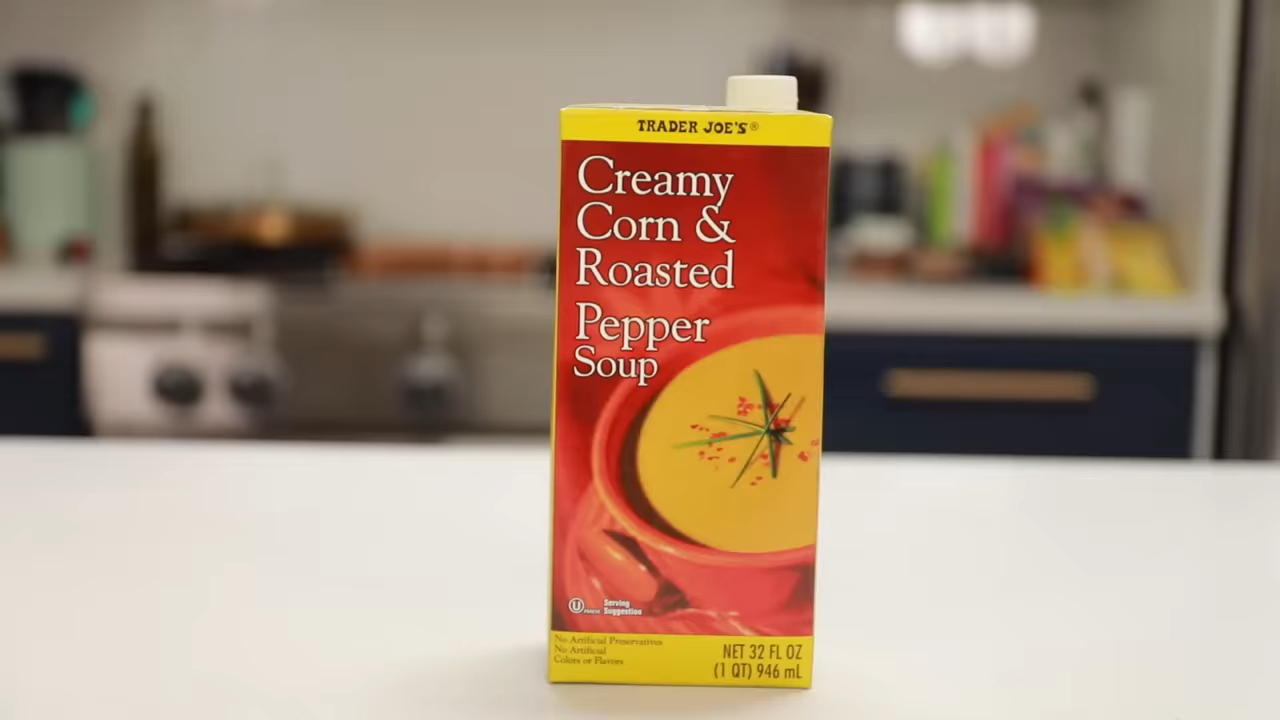 TRADER JOE'S®
Creamy
Corn &
Roasted
Pepper
Soup
U
Serving
Suggestion
No Artificial Preservatives
No Artificial
Colors or Flavors
NET 32 FL OZ
(1 QT) 946 mL